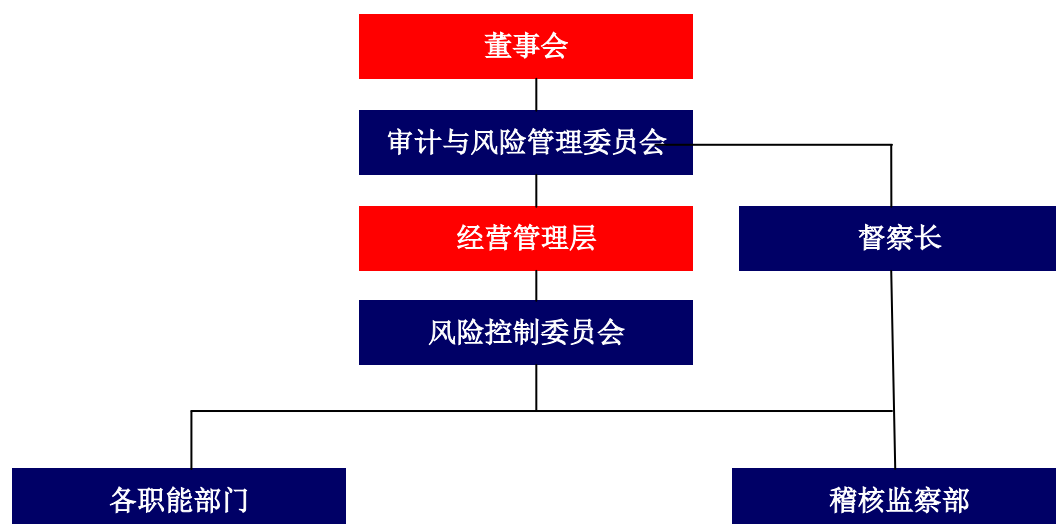 董事会
审计与风险管理委员会
经营管理层
督察长
风险控制委员会
各职能部门
稽核监察部